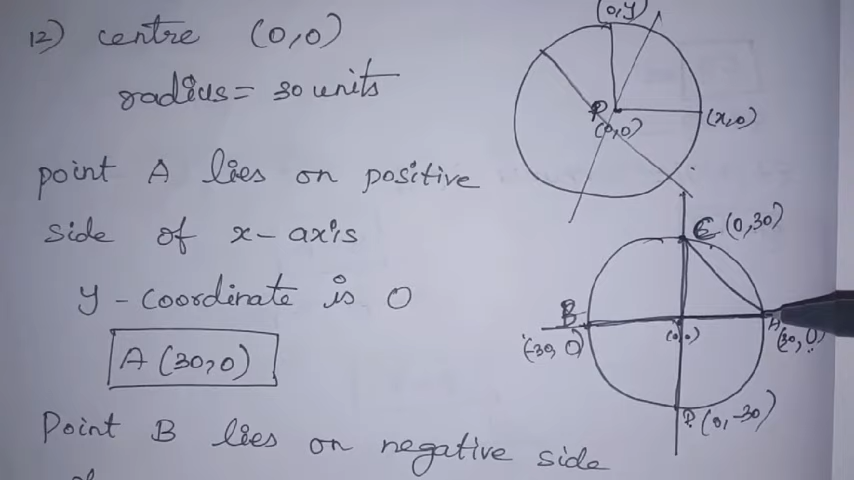 12) centre (0,0)
radius = 30 units
point A lies on positive
side of x-axis
y-coordinate is 0
A (30,0)
Point B lies on negative side
(0,y)
P
(0,0)
(x,0)
C (0,30)
B
(-30, 0)
(0,0)
A
(30, 0)
(0, -30)